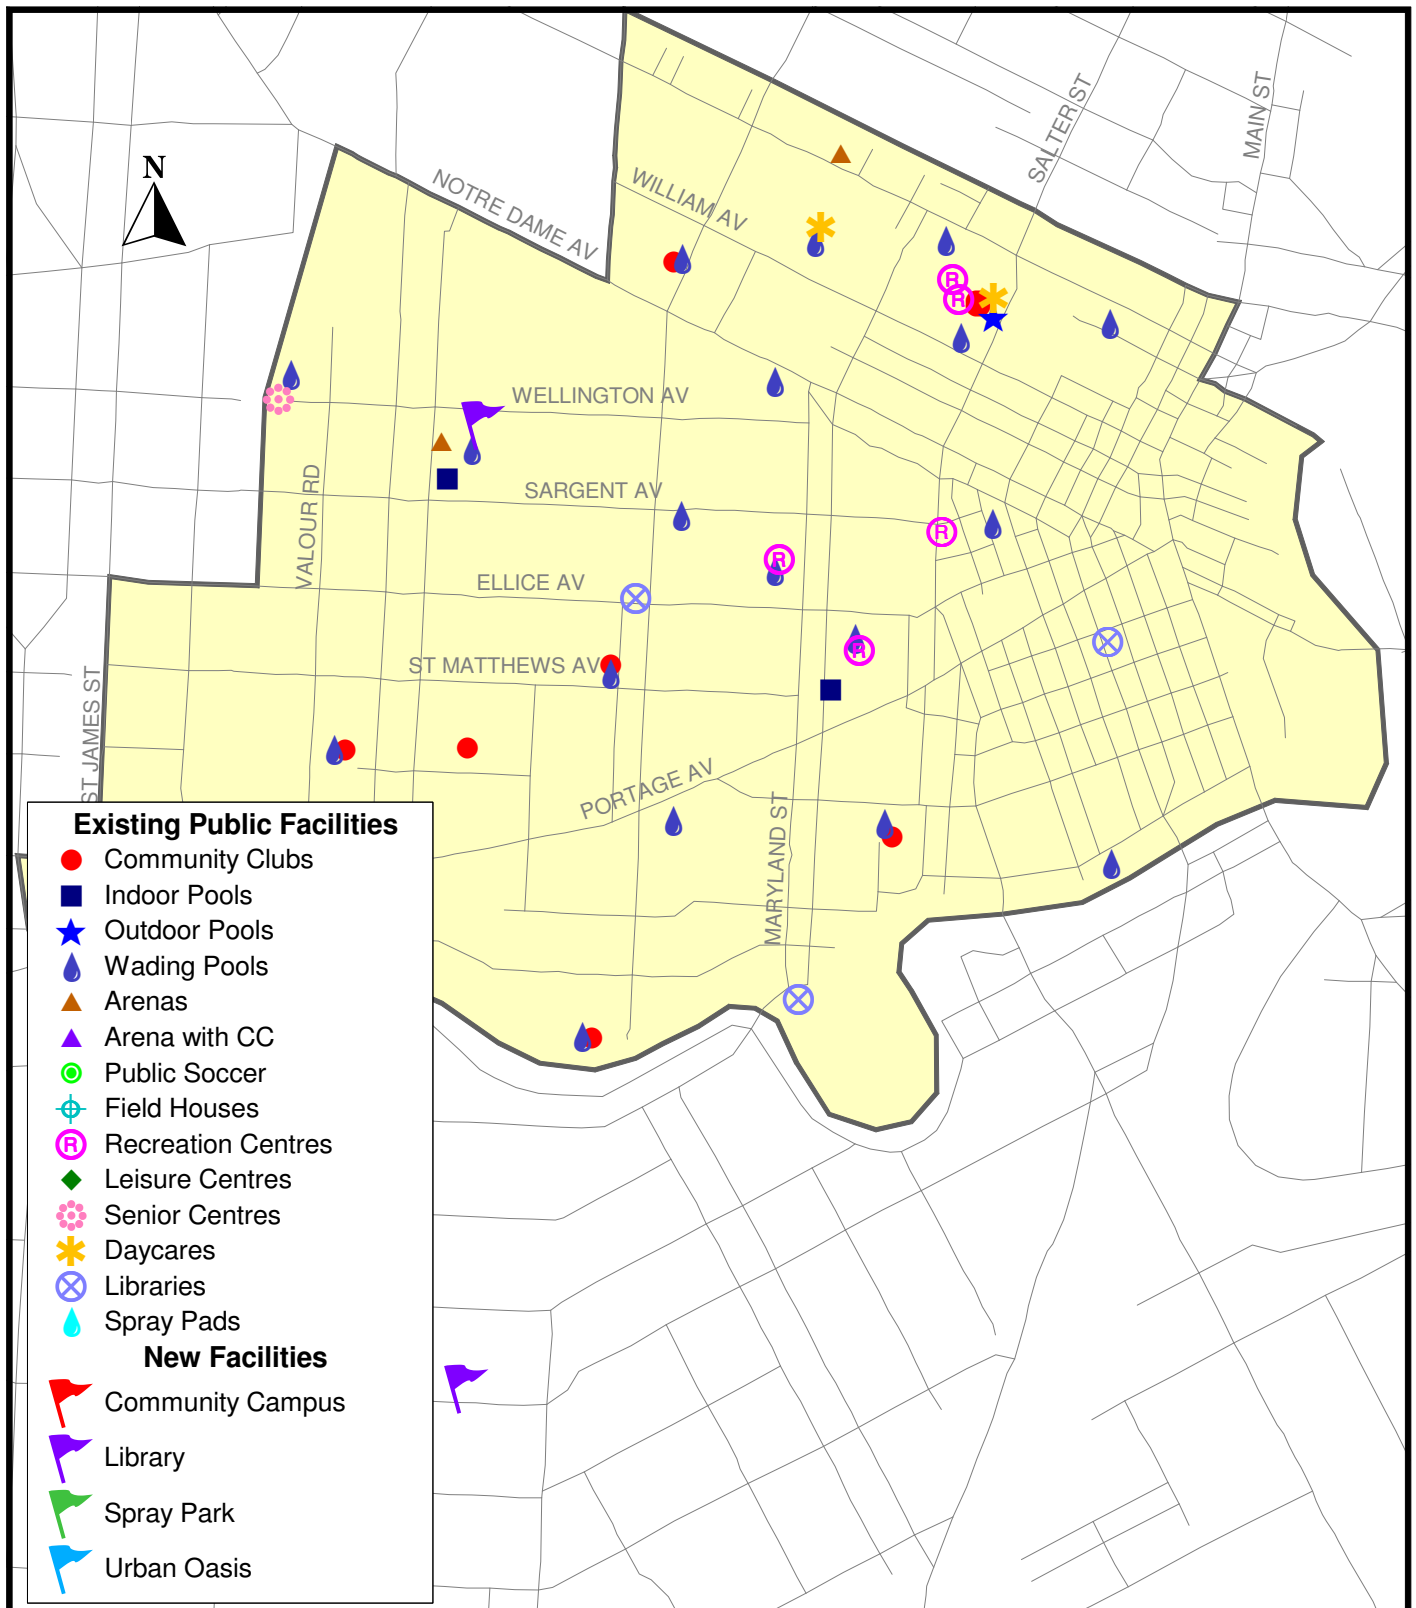 N
NOTRE DAME AV
WILLIAM AV
SALTER ST
MAIN ST
R
R
WELLINGTON AV
VALOUR RD
SARGENT AV
R
R
ELLICE AV
ST MATTHEWS AV
R
ST JAMES ST
PORTAGE AV
MARYLAND ST
Existing Public Facilities
Community Clubs
Indoor Pools
Outdoor Pools
Wading Pools
Arenas
Arena with CC
Public Soccer
Field Houses
R Recreation Centres
Leisure Centres
Senior Centres
Daycares
Libraries
Spray Pads
New Facilities
Community Campus
Library
Spray Park
Urban Oasis